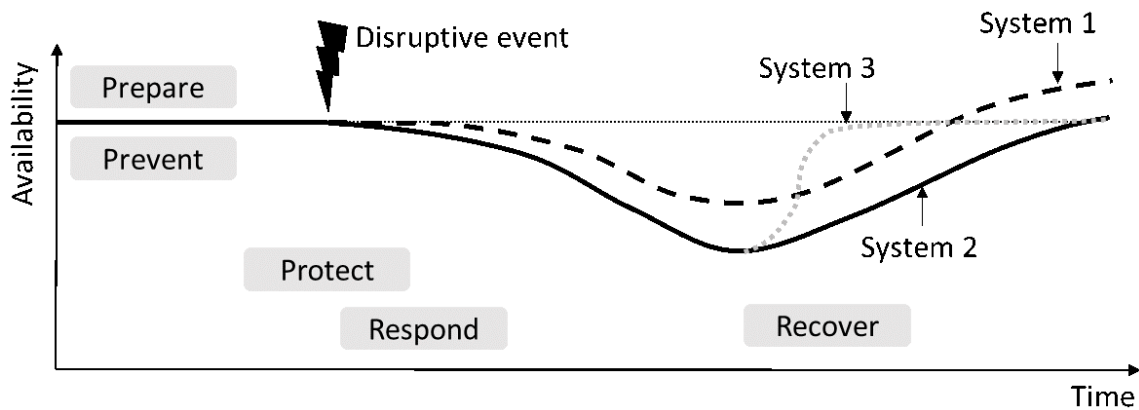 Disruptive event
System 1
System 3
Availability
Prepare
Prevent
System 2
Protect
Respond
Recover
Time